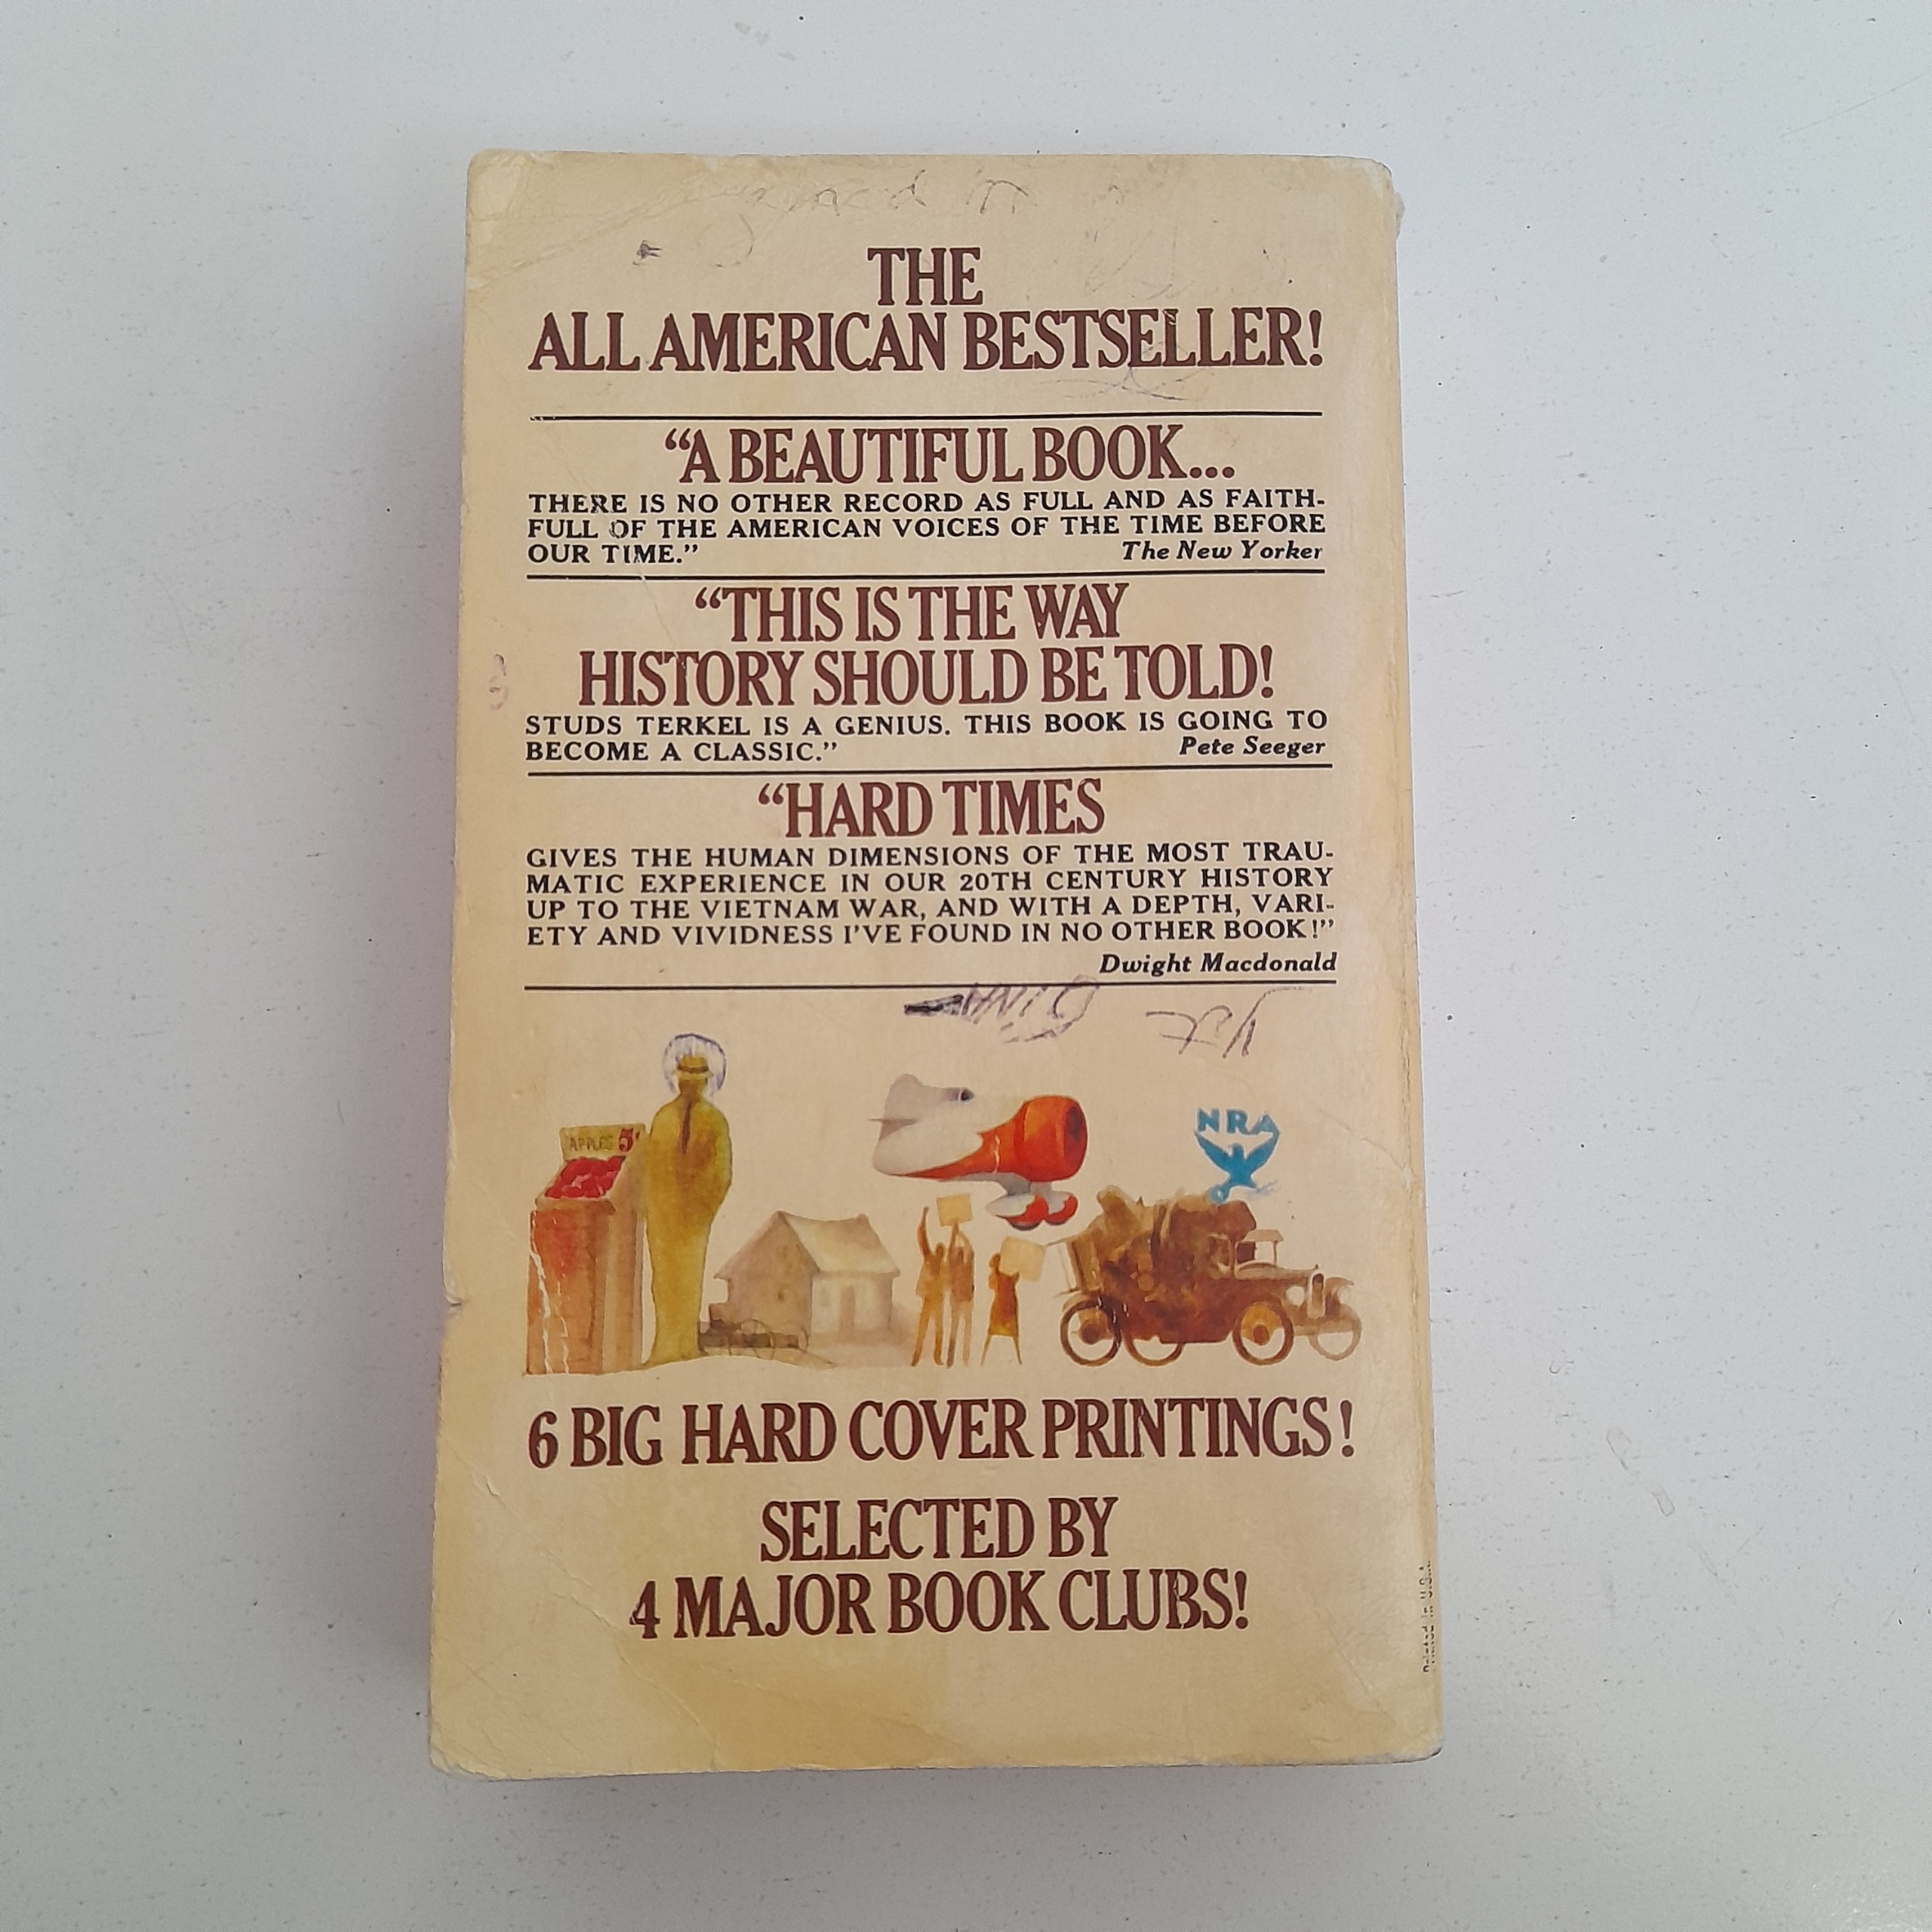 THE
ALL AMERICAN BESTSELLER!
“A BEAUTIFUL BOOK...
THERE IS NO OTHER RECORD AS FULL AND AS FAITH-
FULL OF THE AMERICAN VOICES OF THE TIME BEFORE
OUR TIME.” The New Yorker
“THIS IS THE WAY
HISTORY SHOULD BE TOLD!
STUDS TERKEL IS A GENIUS. THIS BOOK IS GOING TO
BECOME A CLASSIC.” Pete Seeger
“HARD TIMES
GIVES THE HUMAN DIMENSIONS OF THE MOST TRAU-
MATIC EXPERIENCE IN OUR 20TH CENTURY HISTORY
UP TO THE VIETNAM WAR, AND WITH A DEPTH, VARI-
ETY AND VIVIDNESS I'VE FOUND IN NO OTHER BOOK!”
Dwight Macdonald
NRA
APPLES 5¢
6 BIG HARD COVER PRINTINGS!
SELECTED BY
4 MAJOR BOOK CLUBS!
Printed in U.S.A.